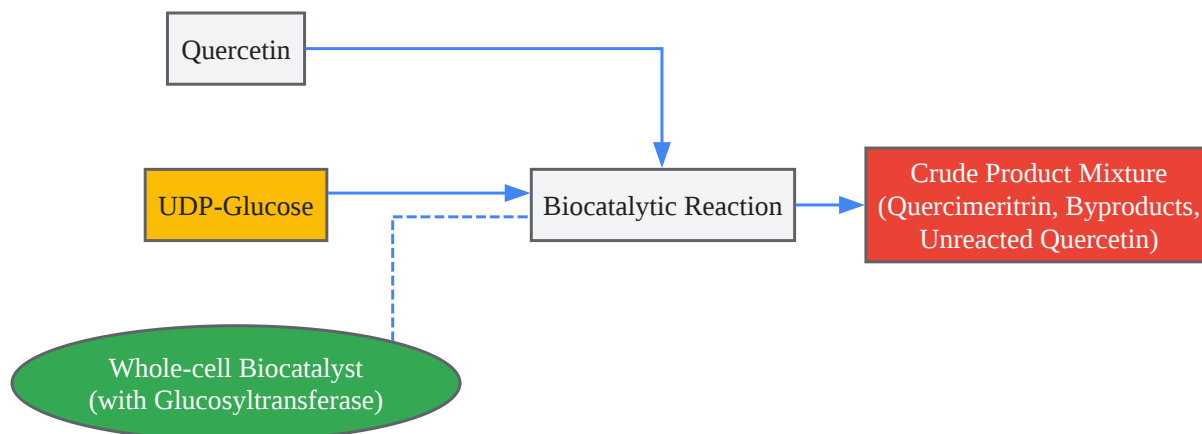 Quercetin
UDP-Glucose
Biocatalytic Reaction
Crude Product Mixture
(Quercimeritrin, Byproducts,
Unreacted Quercetin)
Whole-cell Biocatalyst
(with Glucosyltransferase)